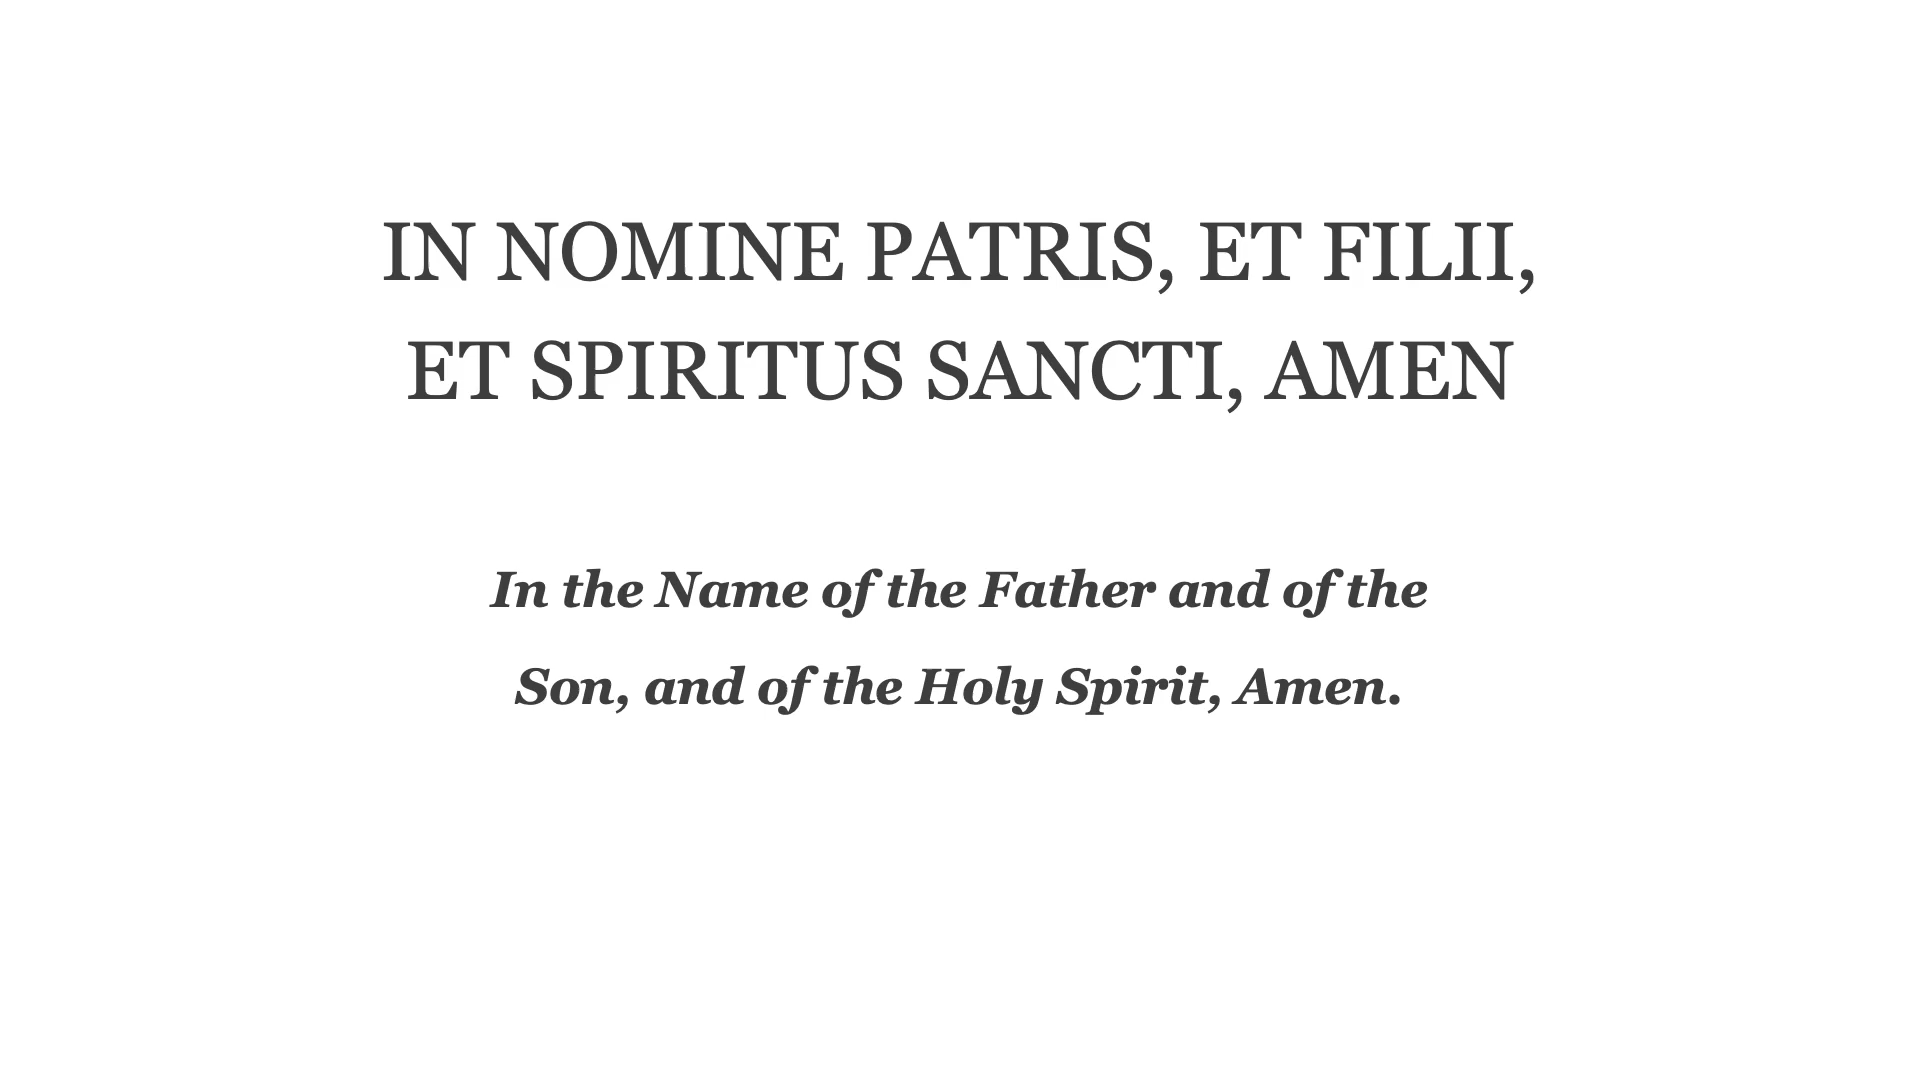 IN NOMINE PATRIS, ET FILII,
ET SPIRITUS SANCTI, AMEN
In the Name of the Father and of the
Son, and of the Holy Spirit, Amen.